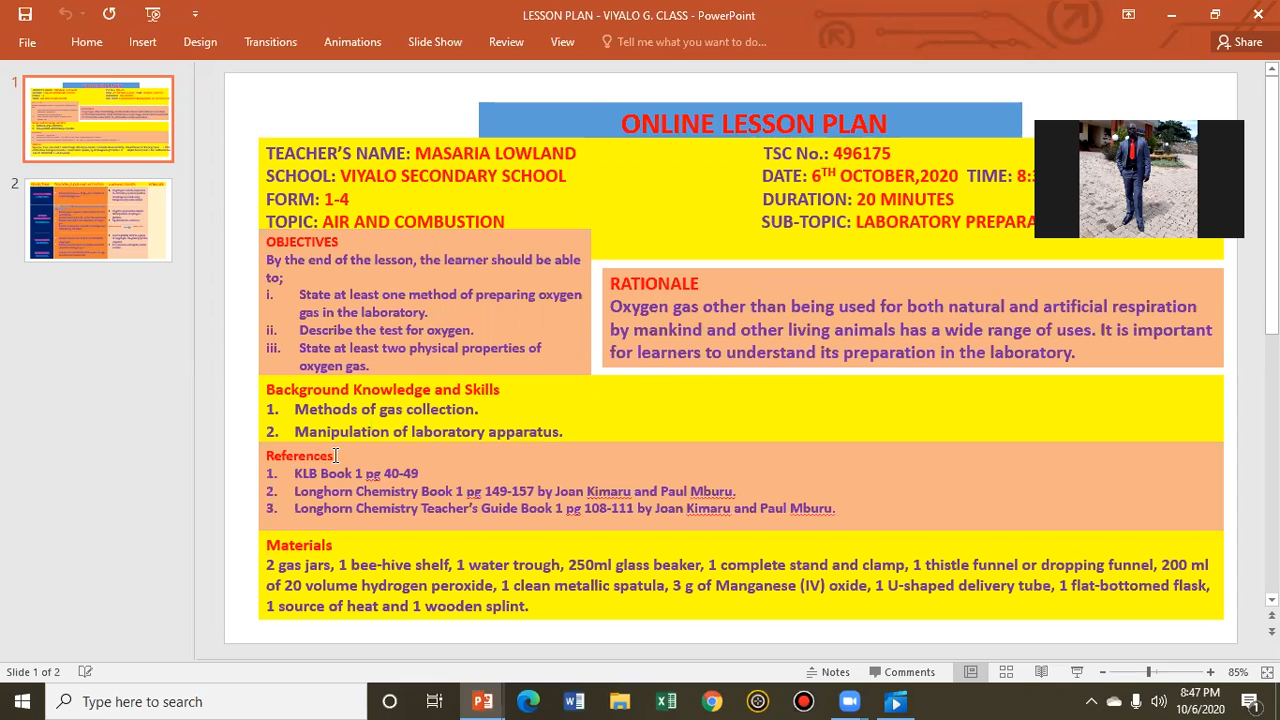 LESSON PLAN - VIYALO G. CLASS - PowerPoint
File Home Insert Design Transitions Animations Slide Show Review View Tell me what you want to do... Share
1
2
ONLINE LESSON PLAN
TEACHER'S NAME: MASARIA LOWLAND TSC No.: 496175
SCHOOL: VIYALO SECONDARY SCHOOL DATE: 6TH OCTOBER,2020 TIME: 8:
FORM: 1-4 DURATION: 20 MINUTES
TOPIC: AIR AND COMBUSTION SUB-TOPIC: LABORATORY PREPARA
OBJECTIVES
By the end of the lesson, the learner should be able
to;
i. State at least one method of preparing oxygen
gas in the laboratory.
ii. Describe the test for oxygen.
iii. State at least two physical properties of
oxygen gas.
RATIONALE
Oxygen gas other than being used for both natural and artificial respiration
by mankind and other living animals has a wide range of uses. It is important
for learners to understand its preparation in the laboratory.
Background Knowledge and Skills
1. Methods of gas collection.
2. Manipulation of laboratory apparatus.
References
1. KLB Book 1 pg 40-49
2. Longhorn Chemistry Book 1 pg 149-157 by Joan Kimaru and Paul Mburu.
3. Longhorn Chemistry Teacher's Guide Book 1 pg 108-111 by Joan Kimaru and Paul Mburu.
Materials
2 gas jars, 1 bee-hive shelf, 1 water trough, 250ml glass beaker, 1 complete stand and clamp, 1 thistle funnel or dropping funnel, 200 ml
of 20 volume hydrogen peroxide, 1 clean metallic spatula, 3 g of Manganese (IV) oxide, 1 U-shaped delivery tube, 1 flat-bottomed flask,
1 source of heat and 1 wooden splint.
Slide 1 of 2 Notes Comments 85%
Type here to search
8:47 PM
10/6/2020